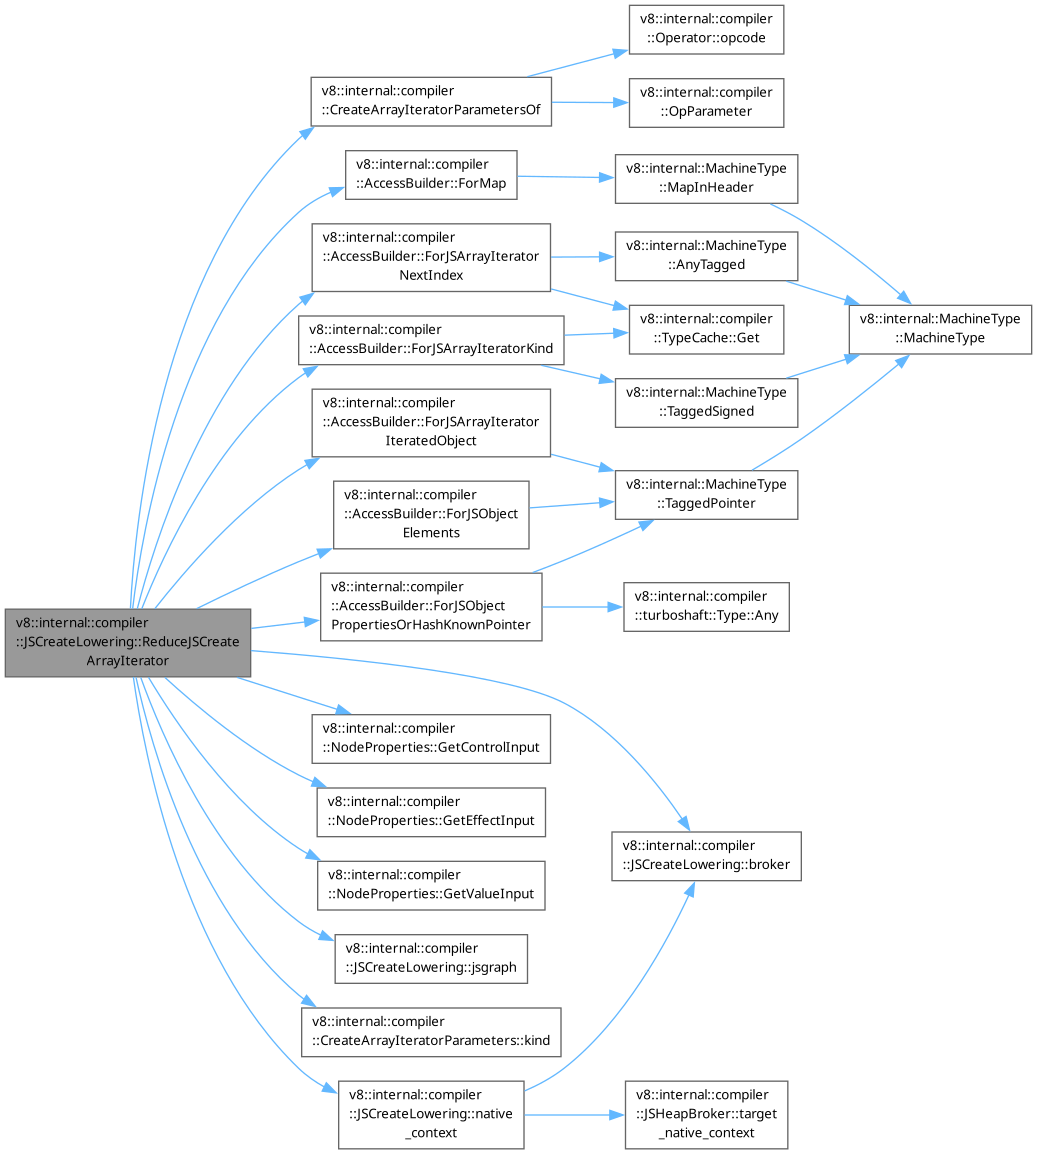 v8::internal::compiler
::JSCreateLowering::ReduceJSCreate
ArrayIterator
v8::internal::compiler
::CreateArrayIteratorParametersOf
v8::internal::compiler
::Operator::opcode
v8::internal::compiler
::OpParameter
v8::internal::compiler
::AccessBuilder::ForMap
v8::internal::MachineType
::MapInHeader
v8::internal::MachineType
::MachineType
v8::internal::compiler
::AccessBuilder::ForJSArrayIterator
NextIndex
v8::internal::MachineType
::AnyTagged
v8::internal::compiler
::TypeCache::Get
v8::internal::compiler
::AccessBuilder::ForJSArrayIteratorKind
v8::internal::MachineType
::TaggedSigned
v8::internal::compiler
::AccessBuilder::ForJSArrayIterator
IteratedObject
v8::internal::MachineType
::TaggedPointer
v8::internal::compiler
::AccessBuilder::ForJSObject
Elements
v8::internal::compiler
::AccessBuilder::ForJSObject
PropertiesOrHashKnownPointer
v8::internal::compiler
::turboshaft::Type::Any
v8::internal::compiler
::NodeProperties::GetControlInput
v8::internal::compiler
::NodeProperties::GetEffectInput
v8::internal::compiler
::NodeProperties::GetValueInput
v8::internal::compiler
::JSCreateLowering::broker
v8::internal::compiler
::JSCreateLowering::jsgraph
v8::internal::compiler
::CreateArrayIteratorParameters::kind
v8::internal::compiler
::JSCreateLowering::native
_context
v8::internal::compiler
::JSHeapBroker::target
_native_context